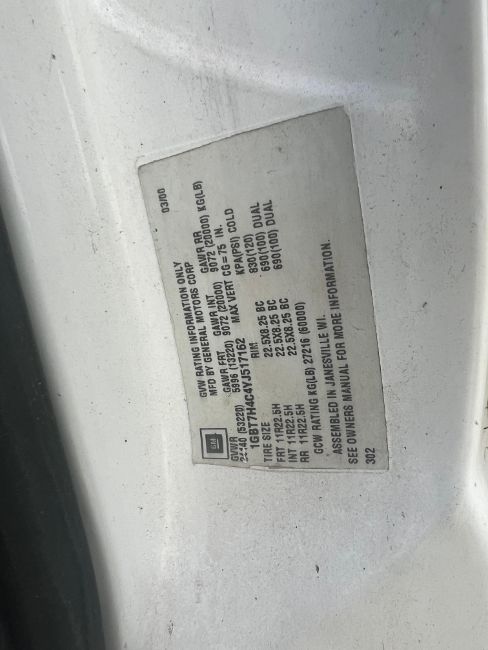 03/00
GVW RATING INFORMATION ONLY
MFD BY GENERAL MOTORS CORP
GM
GVWR GAWR FRT GAWR INT GAWR RR
24140 (53220) 5996 (13220) 9072 (20000) 9072 (20000) KG(LB)
1GBT7H4C4YJ517162 MAX VERT CG=75 IN.
TIRE SIZE RIM KPA(PSI) COLD
FRT 11R22.5H 22.5X8.25 BC 830(120)
INT 11R22.5H 22.5X8.25 BC 690(100) DUAL
RR 11R22.5H 22.5X8.25 BC 690(100) DUAL
GCW RATING KG(LB) 27216 (60000)
ASSEMBLED IN JANESVILLE WI.
SEE OWNERS MANUAL FOR MORE INFORMATION.
302